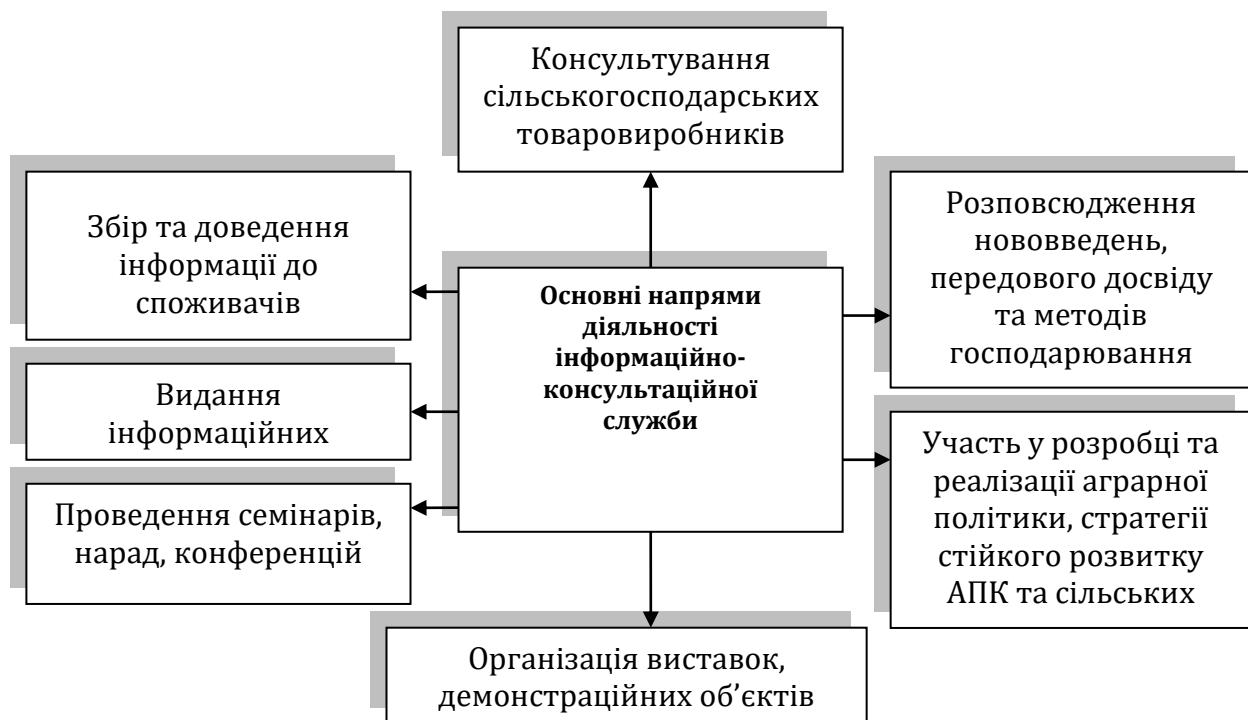 Консультування
сільськогосподарських
товаровиробників
Збір та доведення
інформації до
споживачів
Розповсюдження
нововведень,
передового досвіду
та методів
господарювання
Основні напрями
діяльності
інформаційно-
консультаційної
служби
Видання
інформаційних
Участь у розробці та
реалізації аграрної
політики, стратегії
стійкого розвитку
АПК та сільських
Проведення семінарів,
нарад, конференцій
Організація виставок,
демонстраційних об’єктів